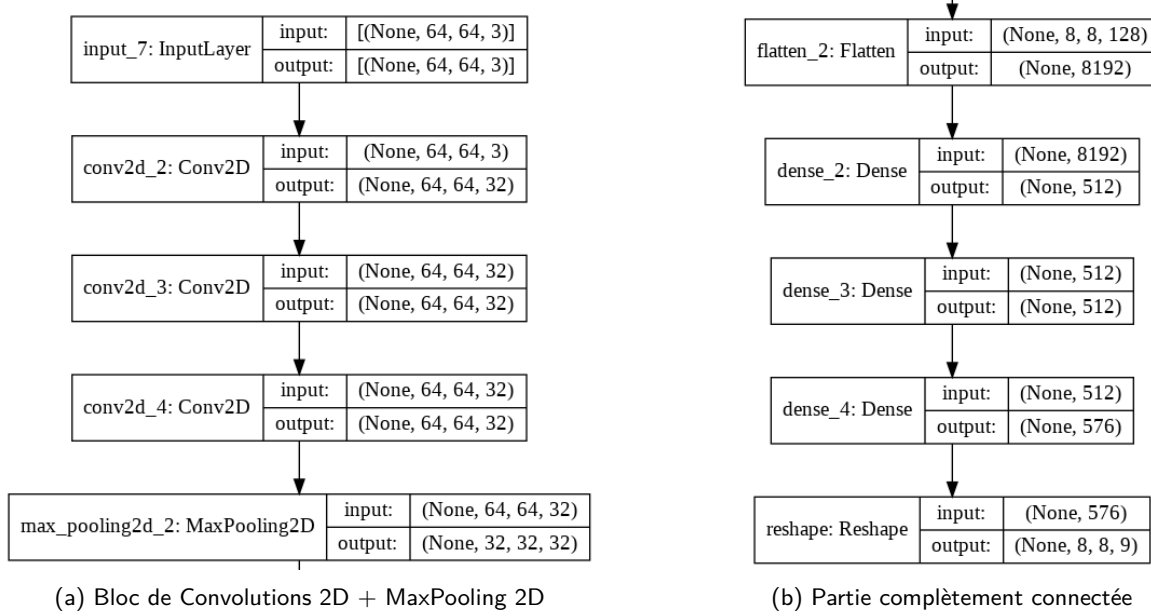 input_7: InputLayer
input: [(None, 64, 64, 3)]
output: [(None, 64, 64, 3)]
conv2d_2: Conv2D
input: (None, 64, 64, 3)
output: (None, 64, 64, 32)
conv2d_3: Conv2D
input: (None, 64, 64, 32)
output: (None, 64, 64, 32)
conv2d_4: Conv2D
input: (None, 64, 64, 32)
output: (None, 64, 64, 32)
max_pooling2d_2: MaxPooling2D
input: (None, 64, 64, 32)
output: (None, 32, 32, 32)
(a) Bloc de Convolutions 2D + MaxPooling 2D
flatten_2: Flatten
input: (None, 8, 8, 128)
output: (None, 8192)
dense_2: Dense
input: (None, 8192)
output: (None, 512)
dense_3: Dense
input: (None, 512)
output: (None, 512)
dense_4: Dense
input: (None, 512)
output: (None, 576)
reshape: Reshape
input: (None, 576)
output: (None, 8, 8, 9)
(b) Partie complètement connectée